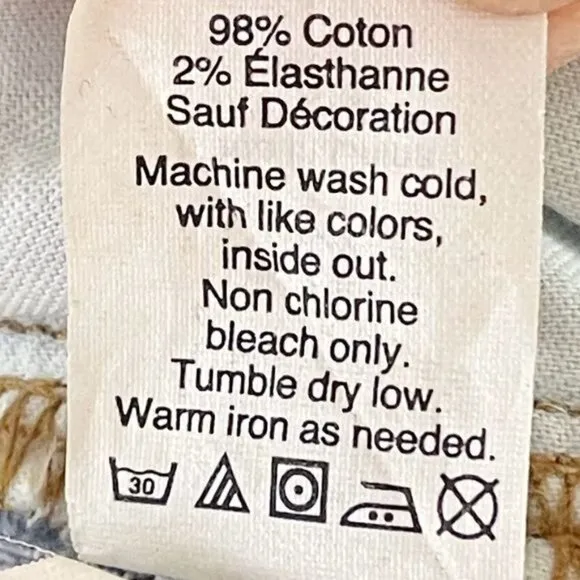 98% Coton
2% Élasthanne
Sauf Décoration
Machine wash cold,
with like colors,
inside out.
Non chlorine
bleach only.
Tumble dry low.
Warm iron as needed.
30